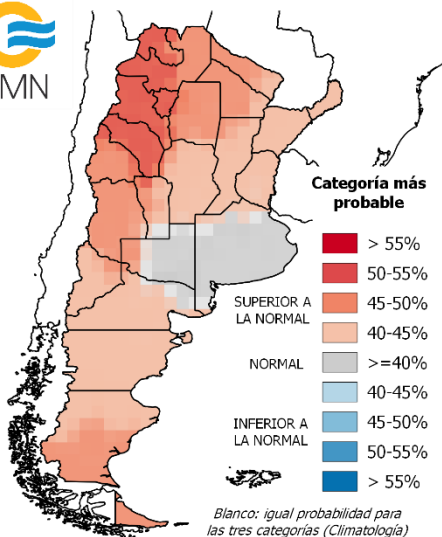 MN
Categoría más
probable
> 55%
50-55%
SUPERIOR A
LA NORMAL
45-50%
40-45%
NORMAL
>=40%
40-45%
INFERIOR A
LA NORMAL
45-50%
50-55%
> 55%
Blanco: igual probabilidad para
las tres categorías (Climatología)